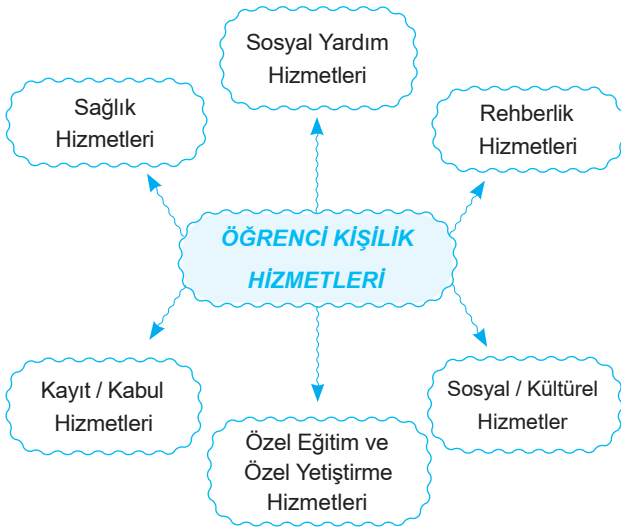 Sosyal Yardım
Hizmetleri
Sağlık
Hizmetleri
Rehberlik
Hizmetleri
ÖĞRENCİ KİŞİLİK
HİZMETLERİ
Kayıt / Kabul
Hizmetleri
Sosyal / Kültürel
Hizmetler
Özel Eğitim ve
Özel Yetiştirme
Hizmetleri